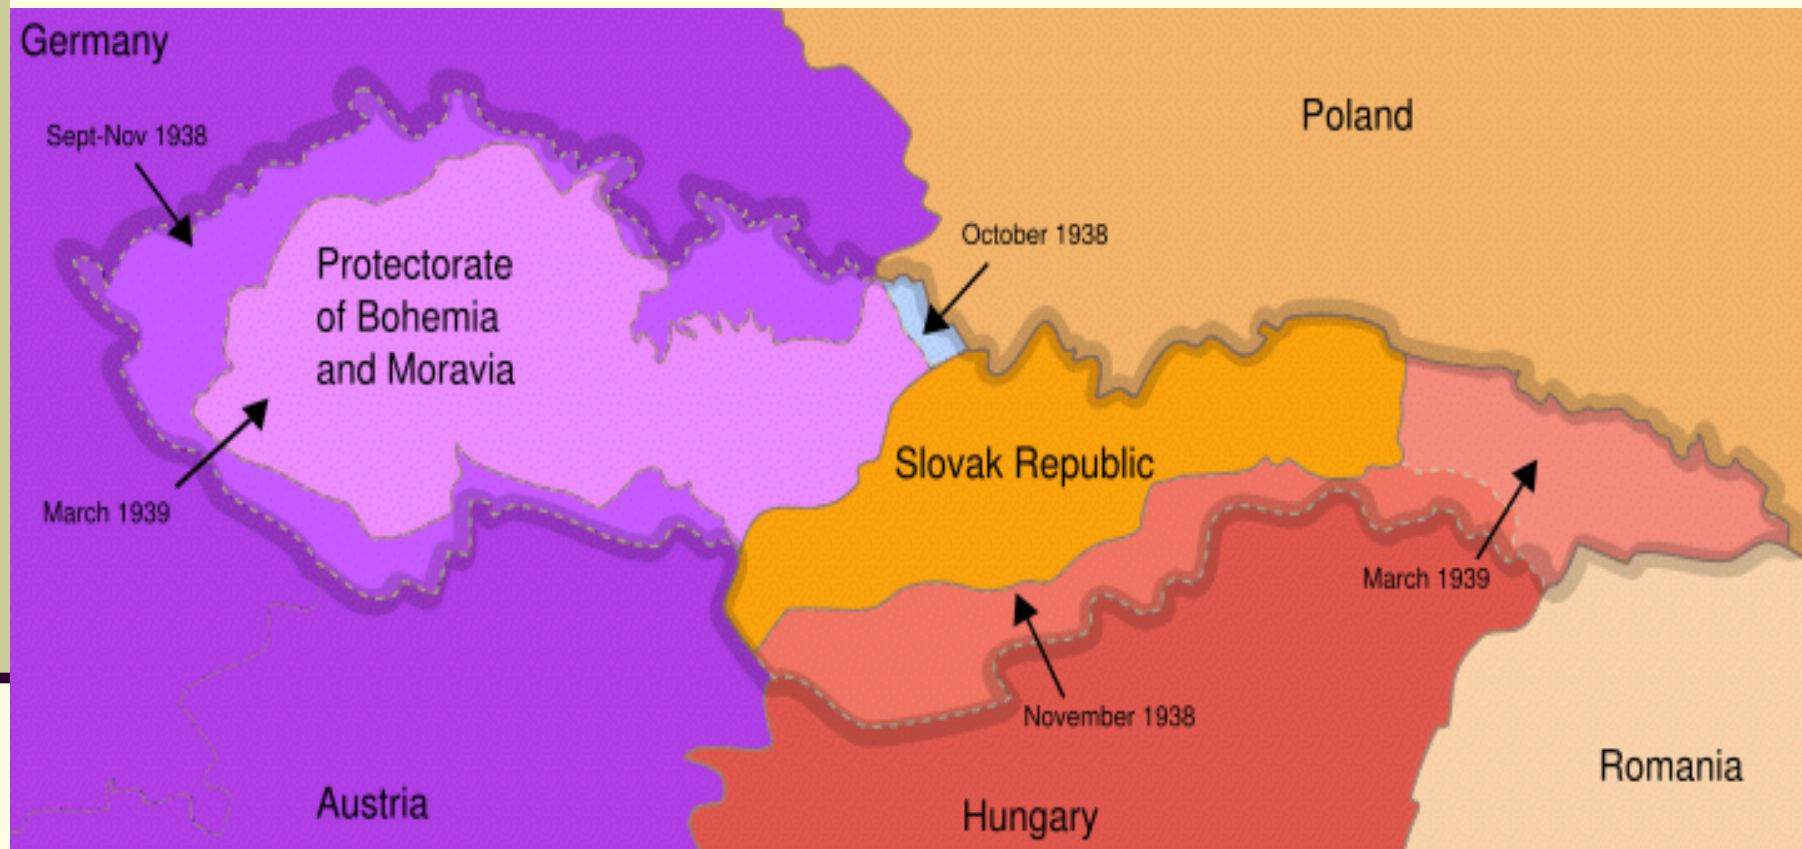 Germany
Sept-Nov 1938
Poland
October 1938
Protectorate
of Bohemia
and Moravia
Slovak Republic
March 1939
March 1939
November 1938
Romania
Austria
Hungary